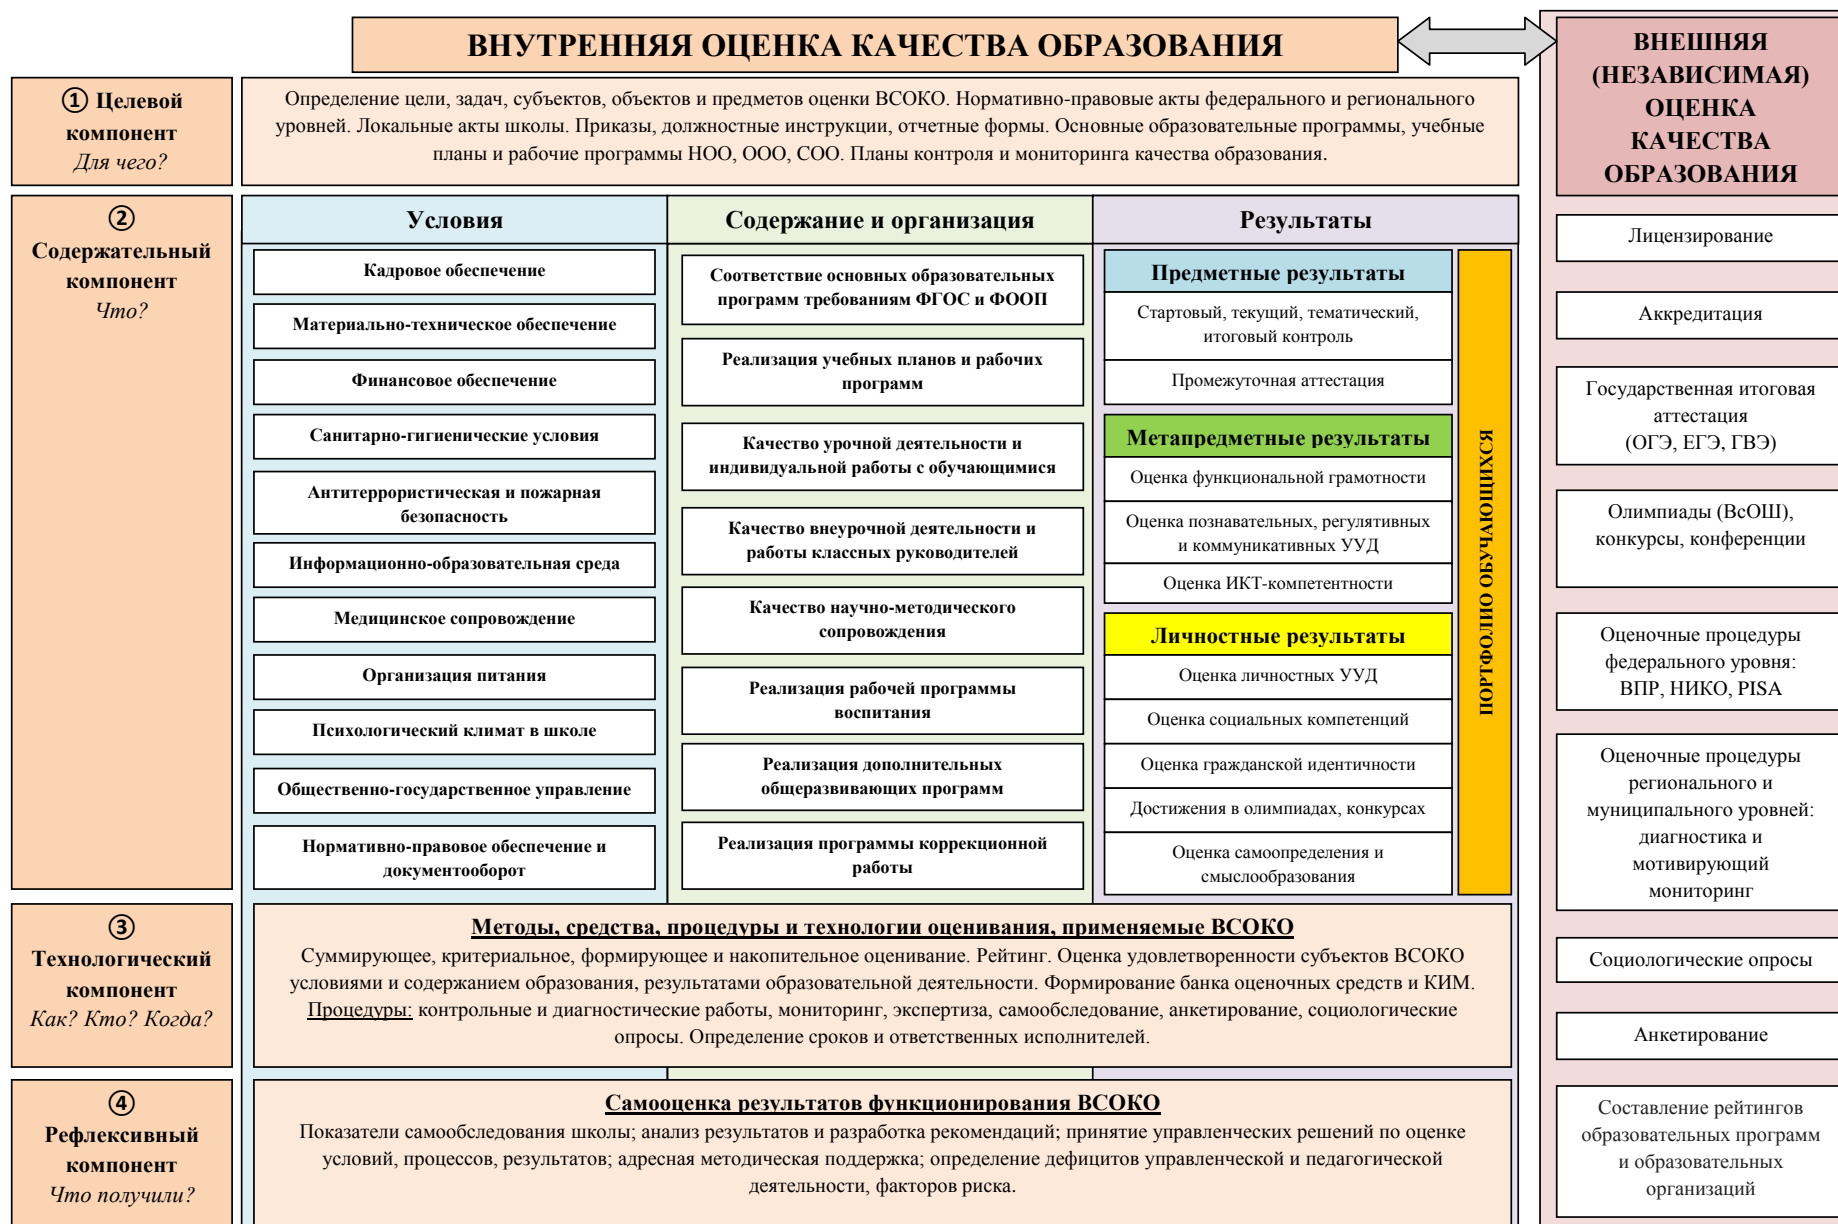 ВНУТРЕННЯЯ ОЦЕНКА КАЧЕСТВА ОБРАЗОВАНИЯ
ВНЕШНЯЯ
(НЕЗАВИСИМАЯ)
ОЦЕНКА
КАЧЕСТВА
ОБРАЗОВАНИЯ
① Целевой
компонент
Для чего?
Определение цели, задач, субъектов, объектов и предметов оценки ВСОКО. Нормативно-правовые акты федерального и регионального
уровней. Локальные акты школы. Приказы, должностные инструкции, отчетные формы. Основные образовательные программы, учебные
планы и рабочие программы НОО, ООО, СОО. Планы контроля и мониторинга качества образования.
②
Содержательный
компонент
Что?
Условия
Кадровое обеспечение
Материально-техническое обеспечение
Финансовое обеспечение
Санитарно-гигиенические условия
Антитеррористическая и пожарная
безопасность
Информационно-образовательная среда
Медицинское сопровождение
Организация питания
Психологический климат в школе
Общественно-государственное управление
Нормативно-правовое обеспечение и
документооборот
Содержание и организация
Соответствие основных образовательных
программ требованиям ФГОС и ФООП
Реализация учебных планов и рабочих
программ
Качество урочной деятельности и
индивидуальной работы с обучающимися
Качество внеурочной деятельности и
работы классных руководителей
Качество научно-методического
сопровождения
Реализация рабочей программы
воспитания
Реализация дополнительных
общеразвивающих программ
Реализация программы коррекционной
работы
Результаты
Предметные результаты
Стартовый, текущий, тематический,
итоговый контроль
Промежуточная аттестация
Метапредметные результаты
Оценка функциональной грамотности
Оценка познавательных, регулятивных
и коммуникативных УУД
Оценка ИКТ-компетентности
Личностные результаты
Оценка личностных УУД
Оценка социальных компетенций
Оценка гражданской идентичности
Достижения в олимпиадах, конкурсах
Оценка самоопределения и
смыслообразования
ПОРТФОЛИО ОБУЧАЮЩИХСЯ
Лицензирование
Аккредитация
Государственная итоговая
аттестация
(ОГЭ, ЕГЭ, ГВЭ)
Олимпиады (ВсОШ),
конкурсы, конференции
Оценочные процедуры
федерального уровня:
ВПР, НИКО, PISA
Оценочные процедуры
регионального и
муниципального уровней:
диагностика и
мотивирующий
мониторинг
Социологические опросы
Анкетирование
Составление рейтингов
образовательных программ
и образовательных
организаций
③
Технологический
компонент
Как? Кто? Когда?
Методы, средства, процедуры и технологии оценивания, применяемые ВСОКО
Суммирующее, критериальное, формирующее и накопительное оценивание. Рейтинг. Оценка удовлетворенности субъектов ВСОКО
условиями и содержанием образования, результатами образовательной деятельности. Формирование банка оценочных средств и КИМ.
Процедуры: контрольные и диагностические работы, мониторинг, экспертиза, самообследование, анкетирование, социологические
опросы. Определение сроков и ответственных исполнителей.
④
Рефлексивный
компонент
Что получили?
Самооценка результатов функционирования ВСОКО
Показатели самообследования школы; анализ результатов и разработка рекомендаций; принятие управленческих решений по оценке
условий, процессов, результатов; адресная методическая поддержка; определение дефицитов управленческой и педагогической
деятельности, факторов риска.